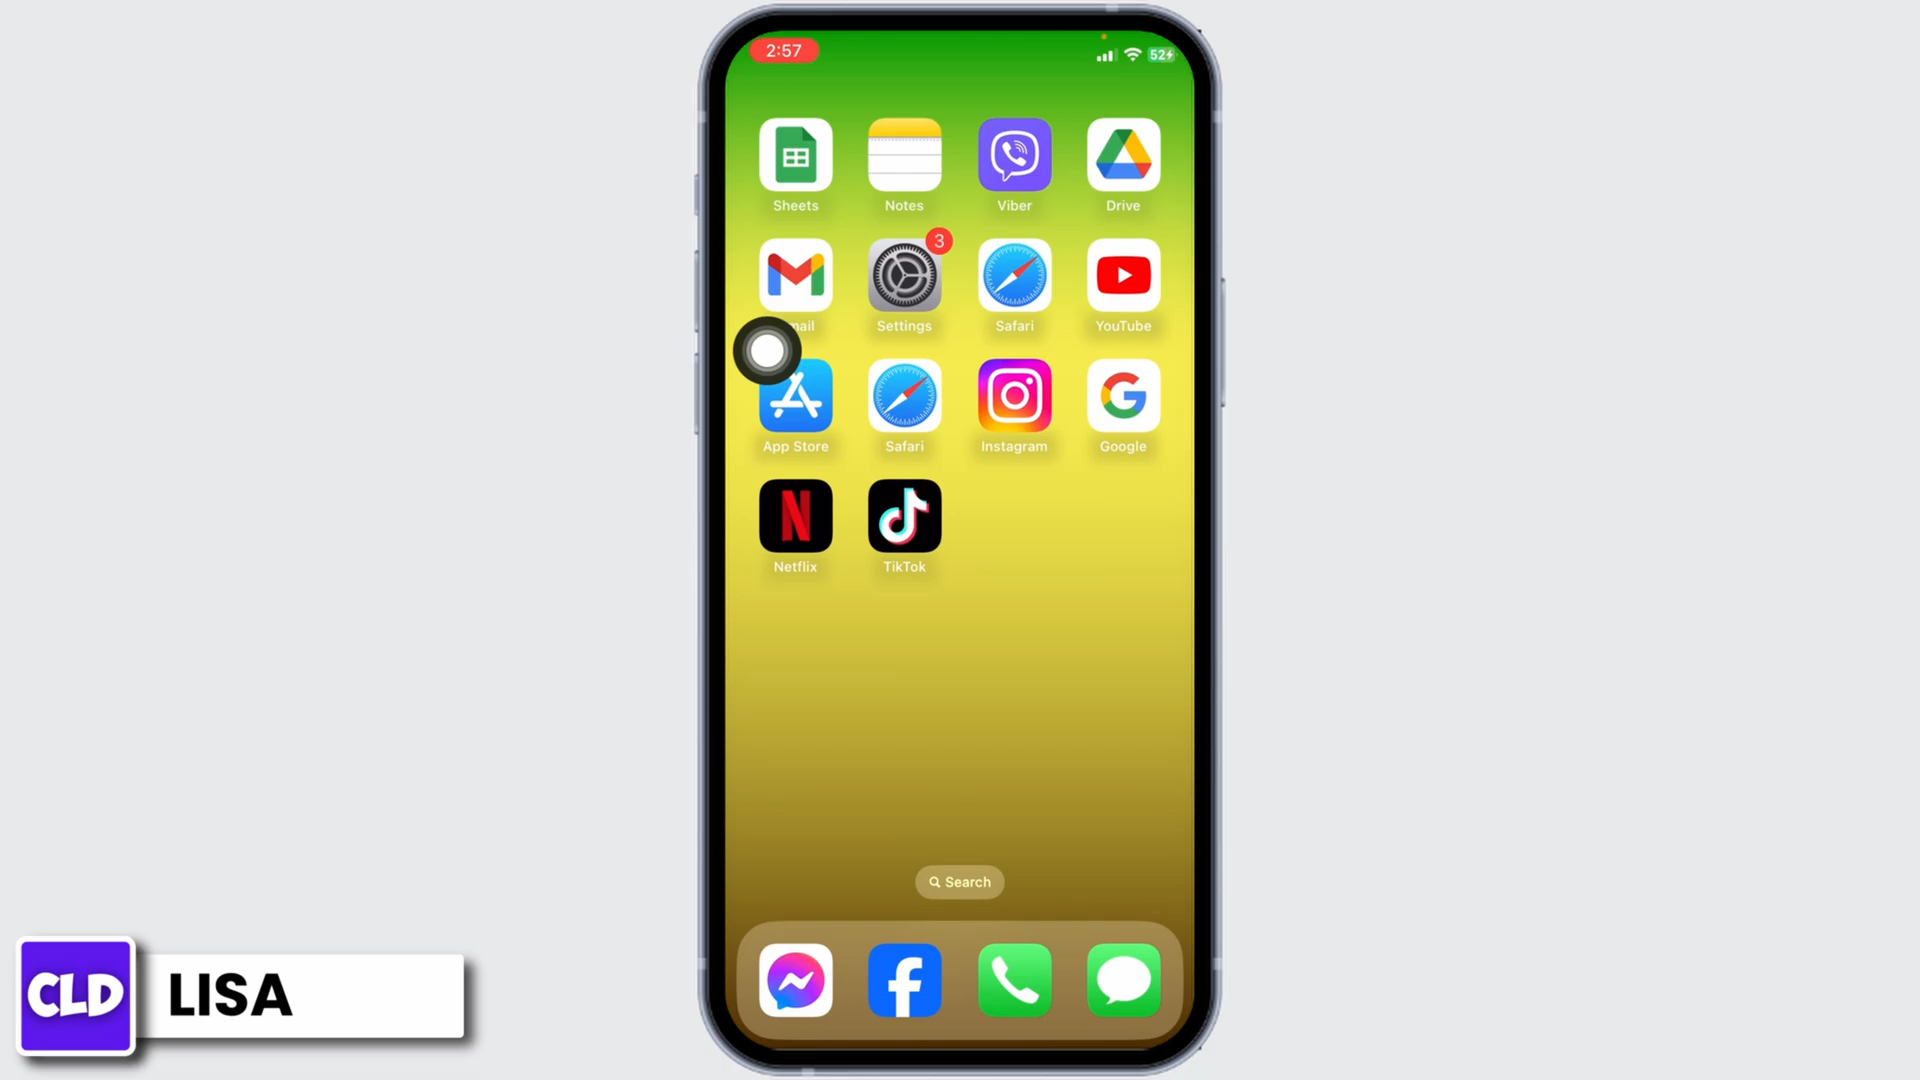 2:57
52
Sheets
Notes
Viber
Drive
3
mail
Settings
Safari
YouTube
App Store
Safari
Instagram
Google
N
Netflix
TikTok
Search
CLD
LISA